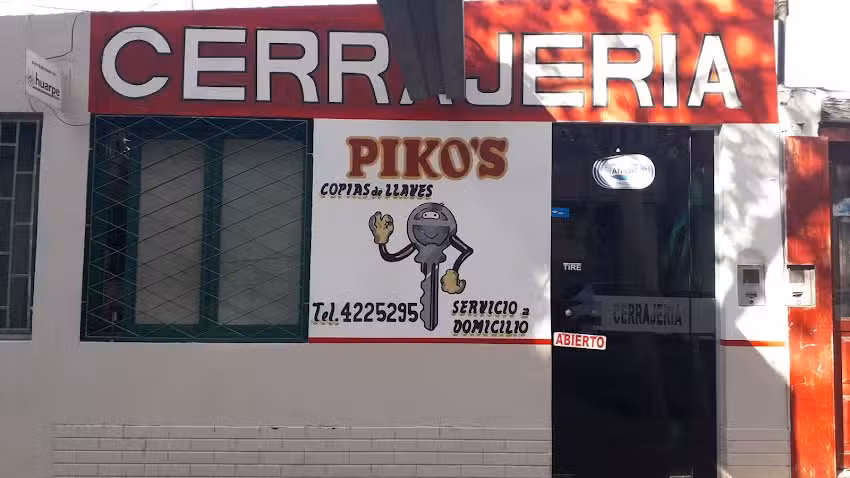 CERRAJERIA
huarpe
PIKO'S
COPIAS de LLAVES
Tel. 4225295
SERVICIO a
DOMICILIO
TIRE
CERRAJERIA
ABIERTO